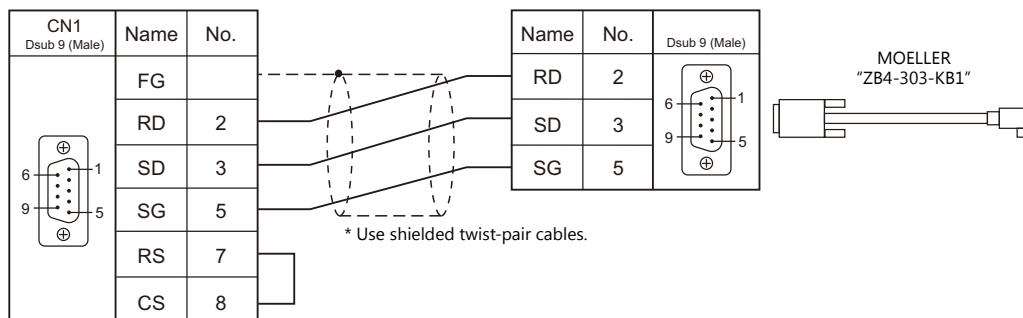 CN1
Dsub 9 (Male)
Name No.
FG
RD 2
SD 3
SG 5
RS 7
CS 8
6
9
1
5
* Use shielded twist-pair cables.
Name No.
Dsub 9 (Male)
RD 2
SD 3
SG 5
6
9
1
5
MOELLER
“ZB4-303-KB1”